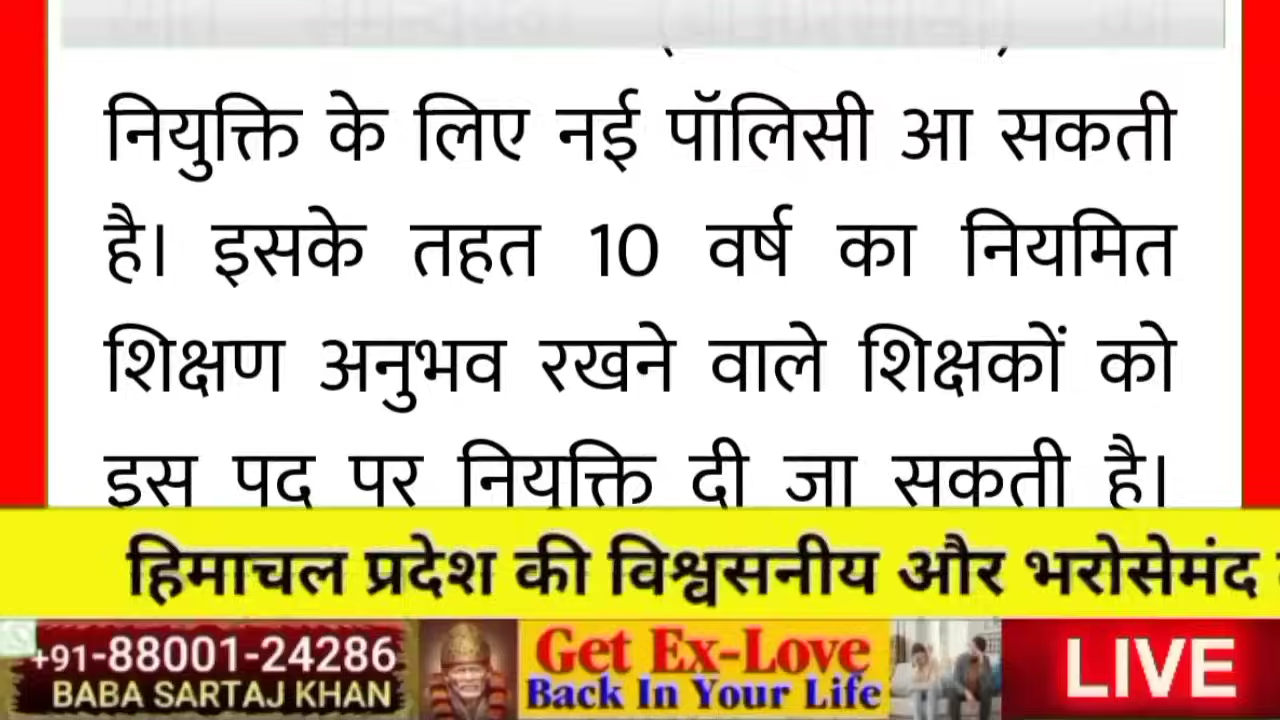 नियुक्ति के लिए नई पॉलिसी आ सकती
है। इसके तहत 10 वर्ष का नियमित
शिक्षण अनुभव रखने वाले शिक्षकों को
इस पद पर नियुक्ति दी जा सकती है।
हिमाचल प्रदेश की विश्वसनीय और भरोसेमंद
+91-88001-24286
BABA SARTAJ KHAN
Get Ex-Love
Back In Your Life
LIVE